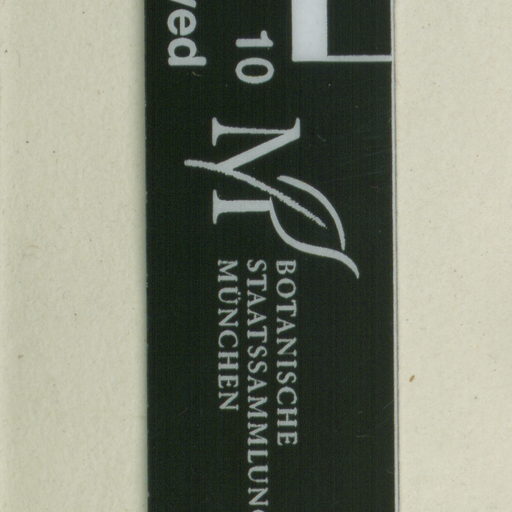 10
ved
M
BOTANISCHE
STAATSSAMMLUNG
MÜNCHEN